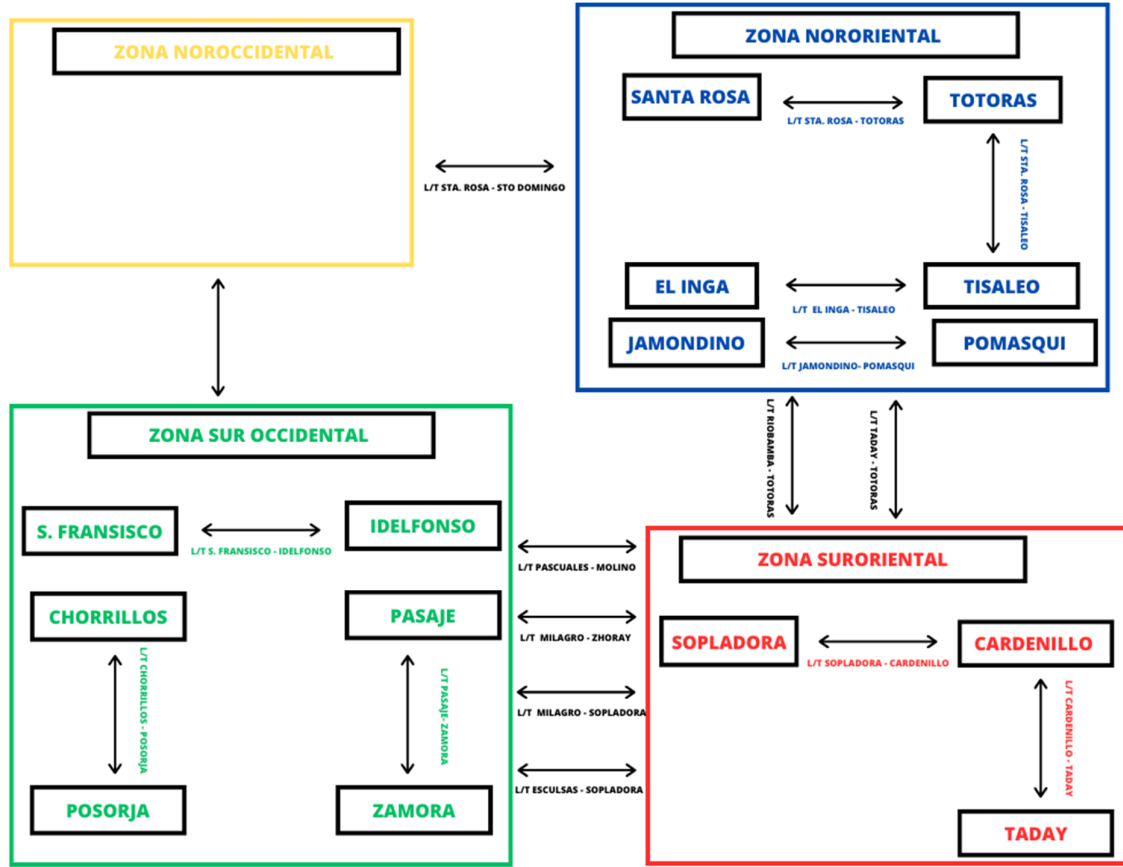 ZONA NOROCCIDENTAL
L/T STA. ROSA - STO DOMINGO
ZONA NORORIENTAL
SANTA ROSA
L/T STA. ROSA - TOTORAS
TOTORAS
L/T STA. ROSA - TISALEO
EL INGA
L/T EL INGA - TISALEO
TISALEO
JAMONDINO
L/T JAMONDINO- POMASQUI
POMASQUI
L/T RIOBAMBA - TOTORAS
L/T TADAY - TOTORAS
ZONA SUR OCCIDENTAL
S. FRANSISCO
L/T S. FRANSISCO - IDELFONSO
IDELFONSO
CHORRILLOS
PASAJE
L/T CHORRILLOS - POSORJA
L/T PASAJE- ZAMORA
POSORJA
ZAMORA
L/T PASCUALES - MOLINO
L/T MILAGRO - ZHORAY
L/T MILAGRO - SOPLADORA
L/T ESCULSAS - SOPLADORA
ZONA SURORIENTAL
SOPLADORA
L/T SOPLADORA - CARDENILLO
CARDENILLO
L/T CARDENILLO - TADAY
TADAY